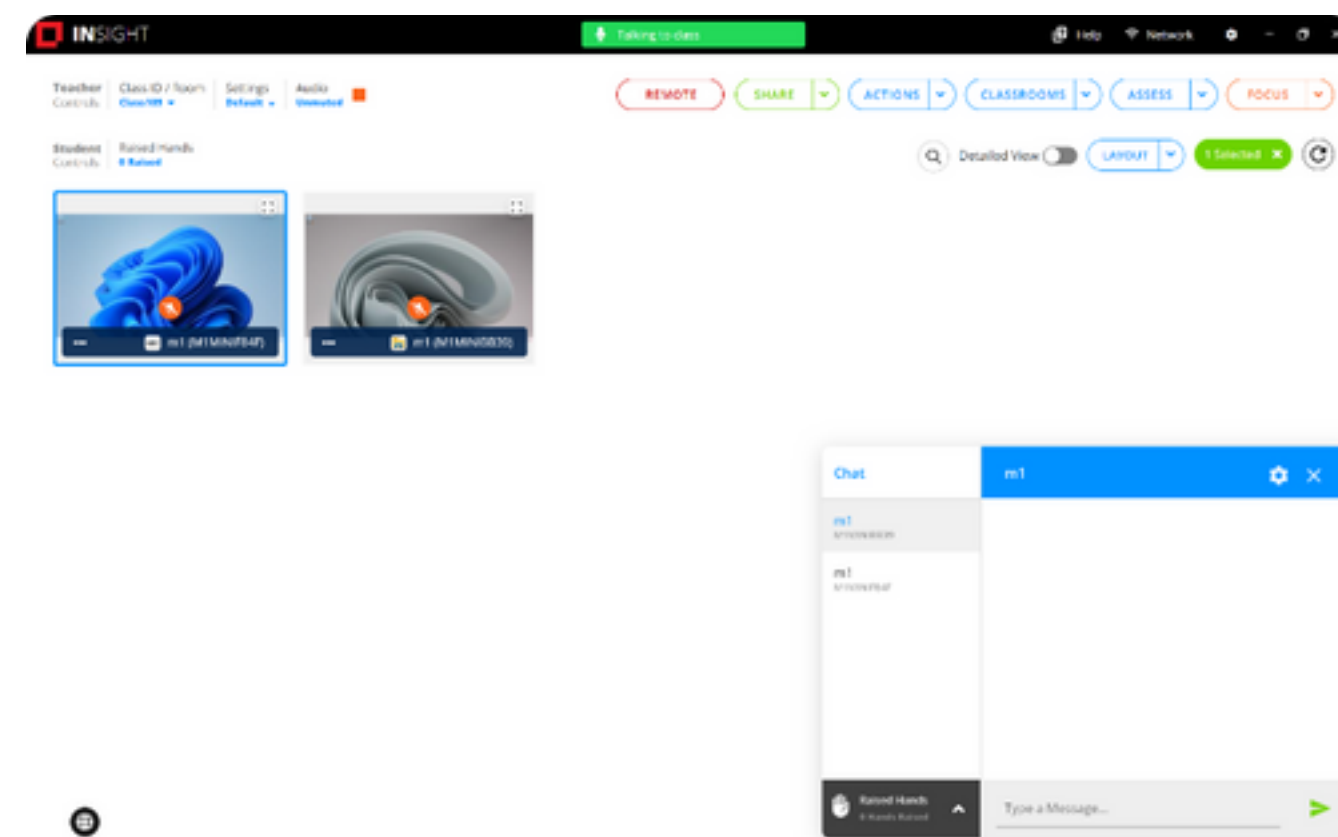 INSIGHT
Talking to class
Help
Network
Teacher Controls
Class ID / Room
Settings
Default
Audio
Unmuted
REMOTE
SHARE
ACTIONS
CLASSROOMS
ASSESS
FOCUS
Student Controls
Raised Hands
0 Raised
Detailed View
LAYOUT
1 Selected
m1
m1
Chat
m1
m1
m1
Raised Hands
0 Hands Raised
Type a Message...